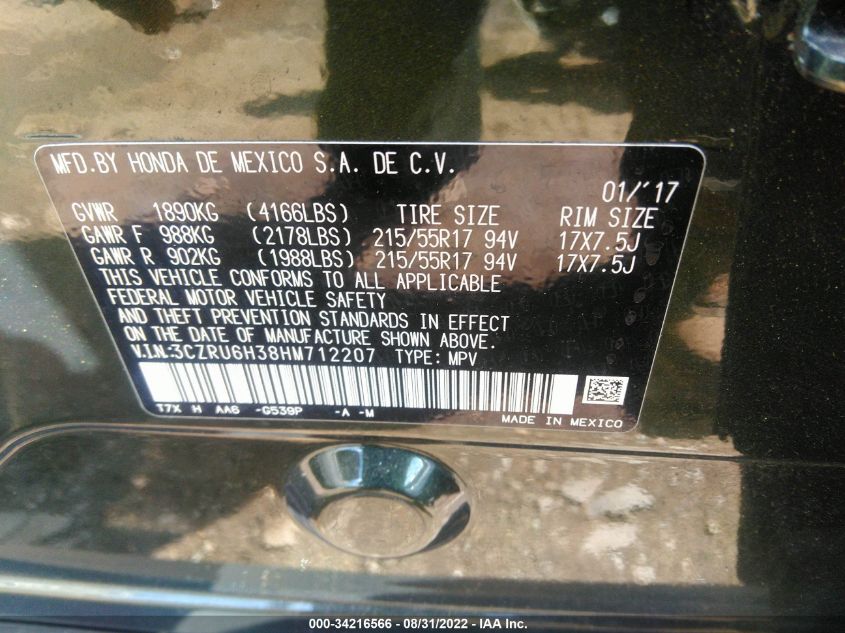 MFD.BY HONDA DE MEXICO S.A. DE C.V.
01/'17
GVWR 1890KG (4166LBS) TIRE SIZE RIM SIZE
GAWR F 988KG (2178LBS) 215/55R17 94V 17X7.5J
GAWR R 902KG (1988LBS) 215/55R17 94V 17X7.5J
THIS VEHICLE CONFORMS TO ALL APPLICABLE
FEDERAL MOTOR VEHICLE SAFETY
AND THEFT PREVENTION STANDARDS IN EFFECT
ON THE DATE OF MANUFACTURE SHOWN ABOVE.
V.I.N:3CZRU6H38HM712207 TYPE: MPV
T7X H AA6 -G539P -A -M
MADE IN MEXICO
000-34216566 - 08/31/2022 - IAA Inc.